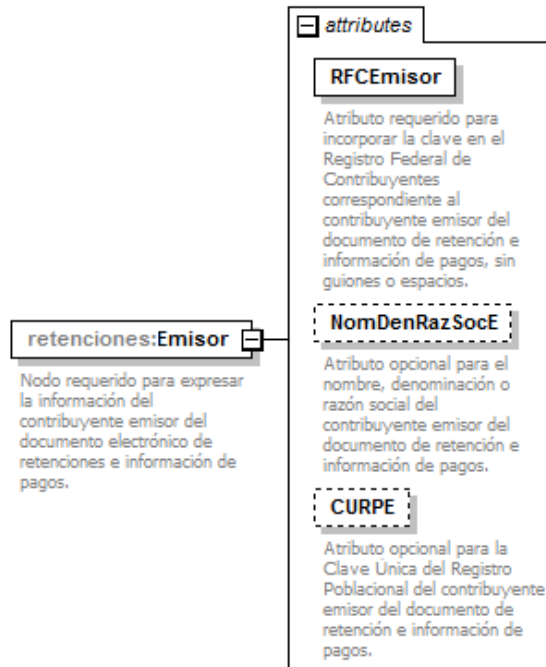 attributes
RFCEmisor
Atributo requerido para
incorporar la clave en el
Registro Federal de
Contribuyentes
correspondiente al
contribuyente emisor del
documento de retención e
información de pagos, sin
guiones o espacios.
retenciones:Emisor
Nodo requerido para expresar
la información del
contribuyente emisor del
documento electrónico de
retenciones e información de
pagos.
NomDenRazSocE
Atributo opcional para el
nombre, denominación o
razón social del
contribuyente emisor del
documento de retención e
información de pagos.
CURPE
Atributo opcional para la
Clave Única del Registro
Poblacional del contribuyente
emisor del documento de
retención e información de
pagos.